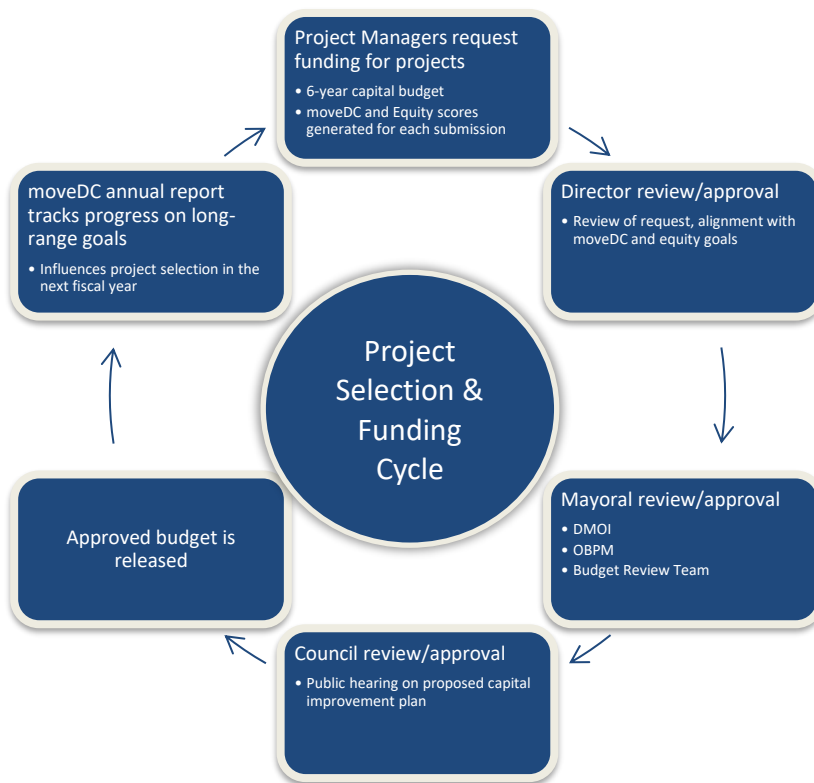 Project Managers request
funding for projects
• 6-year capital budget
• moveDC and Equity scores
generated for each submission
Director review/approval
• Review of request, alignment with
moveDC and equity goals
Mayoral review/approval
• DMOI
• OBPM
• Budget Review Team
Council review/approval
• Public hearing on proposed capital
improvement plan
Approved budget is
released
moveDC annual report
tracks progress on long-
range goals
• Influences project selection in the
next fiscal year
Project
Selection &
Funding
Cycle